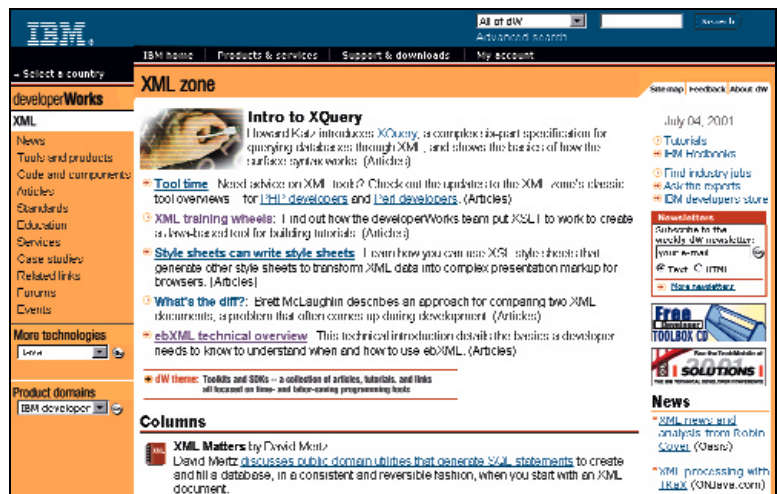 IBM
All of dW
Search
Advanced search
IBM home
Products & services
Support & downloads
My account
Select a country
developerWorks
XML
News
Tools and products
Code and components
Articles
Standards
Education
Services
Case studies
Related links
Forums
Events
More technologies
Java
Product domains
IBM developer
XML zone
Intro to XQuery
Howard Katz introduces XQuery, a complex six-part specification for
querying databases through XML, and shows the basics of how the
surface syntax works. (Articles)
Tool time Need advice on XML tools? Check out the updates to the XML zone's classic
tool overviews for PHP developers and Perl developers. (Articles)
XML training wheels: Find out how the developerWorks team put XSLT to work to create
a Java-based tool for building tutorials. (Articles)
Style sheets can write style sheets Learn how you can use XSL style sheets that
generate other style sheets to transform XML data into complex presentation markup for
browsers. (Articles)
What's the diff?: Brett McLaughlin describes an approach for comparing two XML
documents, a problem that often comes up during development. (Articles)
ebXML technical overview This technical introduction details the basics a developer
needs to know to understand when and how to use ebXML. (Articles)
dW theme: Toolkits and SDKs -- a collection of articles, tutorials, and links
all focused on time- and labor-saving programming tools
Columns
XML Matters by David Mertz
David Mertz discusses public domain utilities that generate SQL statements to create
and fill a database, in a consistent and reversible fashion, when you start with an XML
document.
Site map Feedback About dW
July 04, 2001
Tutorials
IBM Redbooks
Find industry jobs
Ask the experts
IBM developers store
Newsletters
Subscribe to the
weekly dW newsletter:
your e-mail
Text HTML
More newsletters
Free
Developer
TOOLBOX CD
2001
SOLUTIONS
News
XML news and
analysis from Robin
Cover (Oasis)
XML processing with
TRaX (ONJava.com)